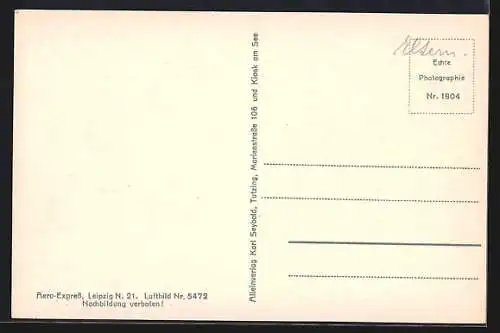 Eltern.
Echte
Photographie
Nr. 1804
Alleinverlag Karl Seybold, Tutzing, Marienstraße 106 und Kiosk am See
Aero-Expreß, Leipzig N. 21. Luftbild Nr. 5472
Nachbildung verboten!